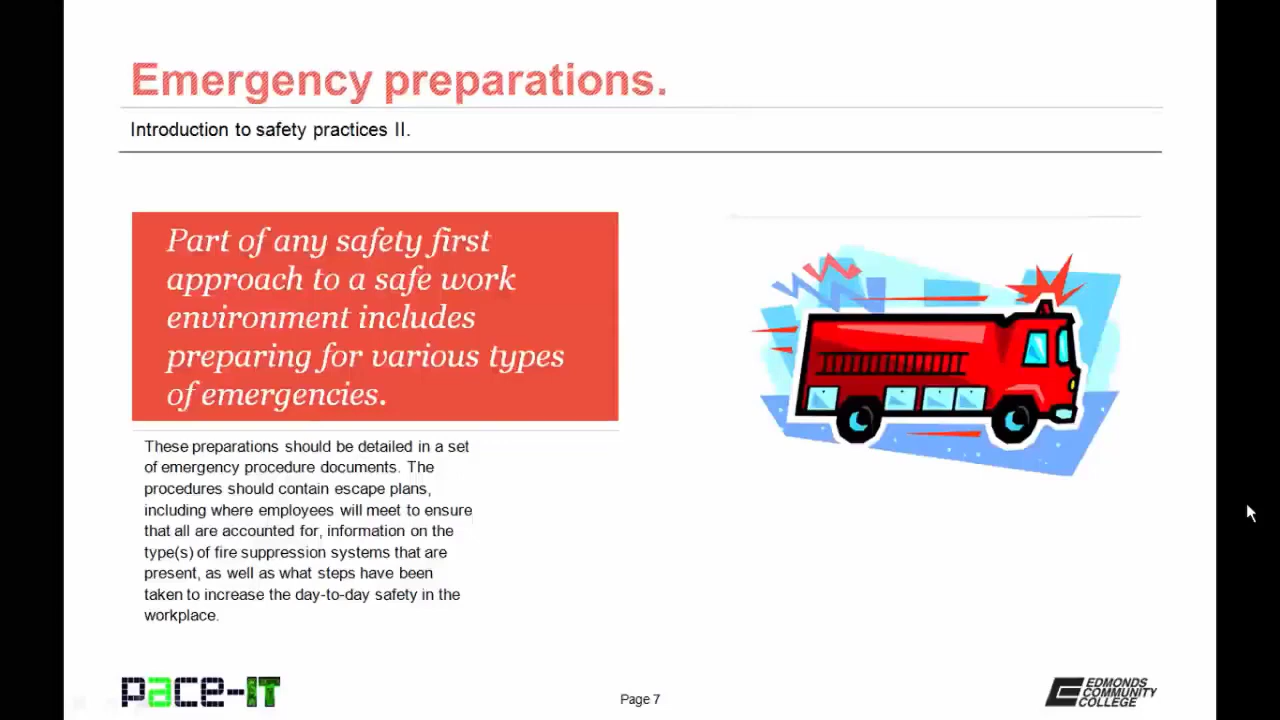 Emergency preparations.
Introduction to safety practices II.
Part of any safety first
approach to a safe work
environment includes
preparing for various types
of emergencies.
These preparations should be detailed in a set
of emergency procedure documents. The
procedures should contain escape plans,
including where employees will meet to ensure
that all are accounted for, information on the
type(s) of fire suppression systems that are
present, as well as what steps have been
taken to increase the day-to-day safety in the
workplace.
pace-IT
Page 7
EDMONDS
COMMUNITY
COLLEGE